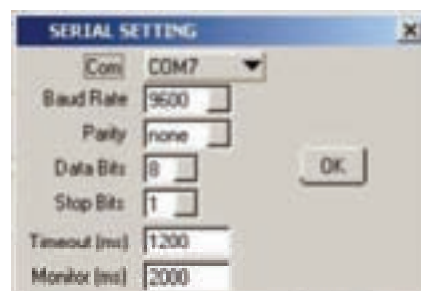 SERIAL SETTING
Com COM7
Baud Rate 9600
Parity none
Data Bits 8
OK
Stop Bits 1
Timeout (ms) 1200
Monitor (ms) 2000